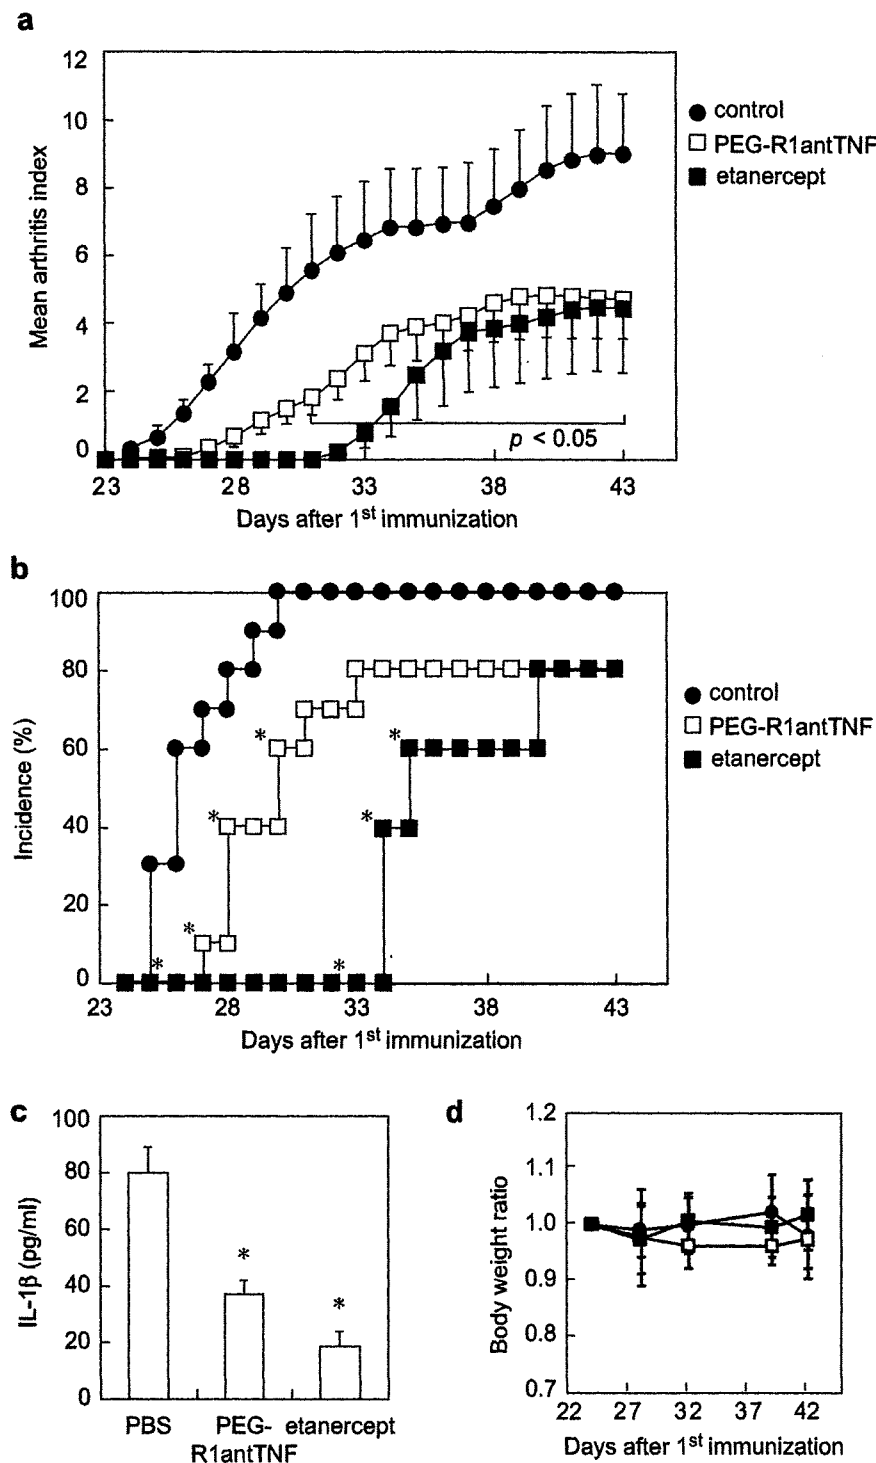 a
12
10
8
6
4
2
0
Mean arthritis index
control
PEG-R1antTNF
etanercept
p < 0.05
23 28 33 38 43
Days after 1st immunization
b
100
80
60
40
20
0
Incidence (%)
control
PEG-R1antTNF
etanercept
* * * * * * *
23 28 33 38 43
Days after 1st immunization
c
100
80
60
40
20
0
IL-1β (pg/ml)
* *
PBS PEG- etanercept
R1antTNF
d
1.2
1.1
1.0
0.9
0.8
0.7
Body weight ratio
22 27 32 37 42
Days after 1st immunization